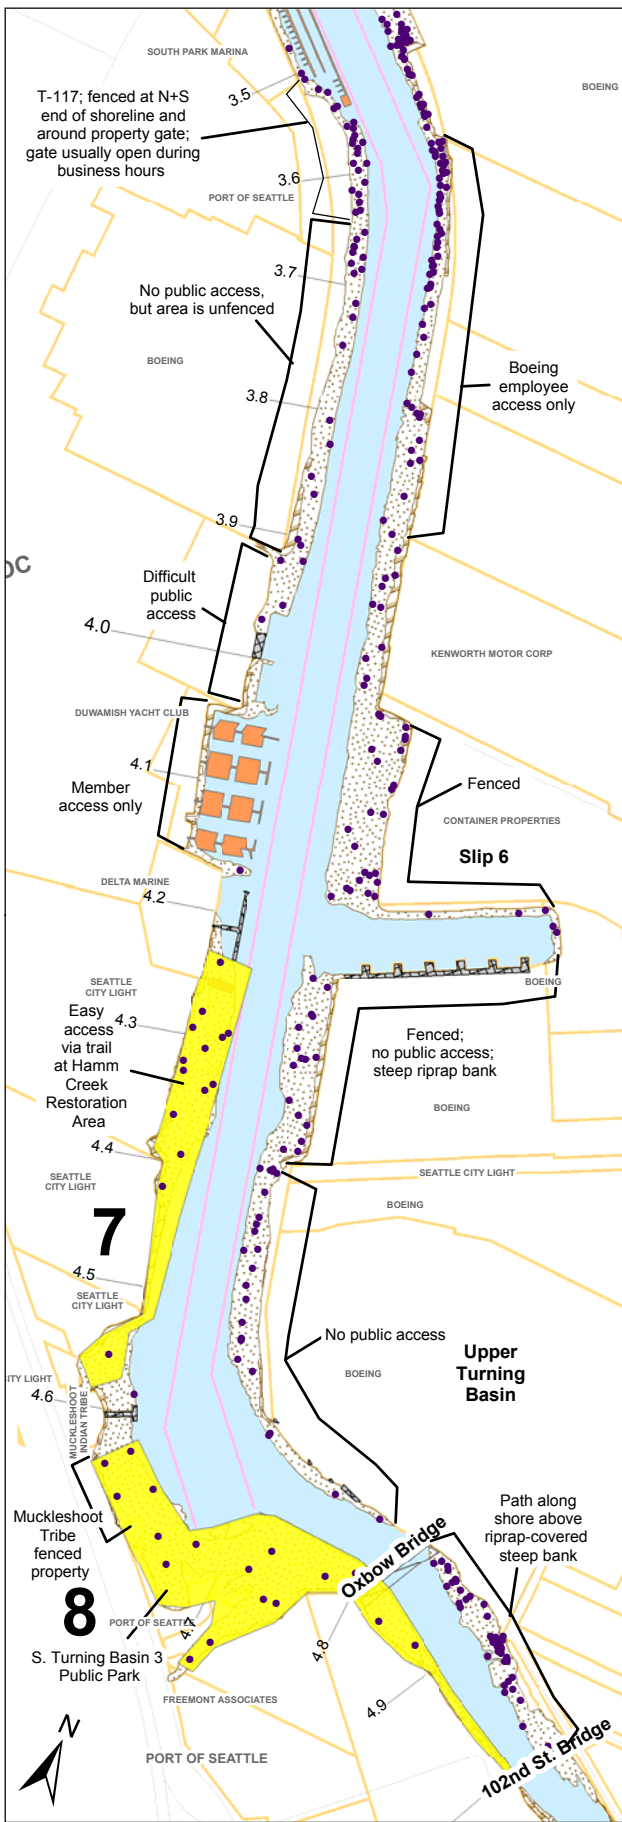 SOUTH PARK MARINA
BOEING
T-117; fenced at N+S
end of shoreline and
around property gate;
gate usually open during
business hours
3.5
3.6
PORT OF SEATTLE
3.7
No public access,
but area is unfenced
BOEING
Boeing
employee
access only
3.8
3.9
OC
Difficult
public
access
4.0
KENWORTH MOTOR CORP
DUWAMISH YACHT CLUB
4.1
Member
access only
Fenced
CONTAINER PROPERTIES
Slip 6
DELTA MARINE
4.2
SEATTLE
CITY LIGHT
BOEING
Easy
access
via trail
at Hamm
Creek
Restoration
Area
4.3
Fenced;
no public access;
steep riprap bank
BOEING
4.4
SEATTLE
CITY LIGHT
SEATTLE CITY LIGHT
BOEING
7
4.5
SEATTLE
CITY LIGHT
No public access
Upper
Turning
Basin
BOEING
CITY LIGHT
4.6
MUCKLESHOOT
INDIAN TRIBE
Muckleshoot
Tribe
fenced
property
Path along
shore above
riprap-covered
steep bank
Oxbow Bridge
8
PORT OF SEATTLE
4.7
4.8
S. Turning Basin 3
Public Park
FREEMONT ASSOCIATES
4.9
N
PORT OF SEATTLE
102nd St. Bridge